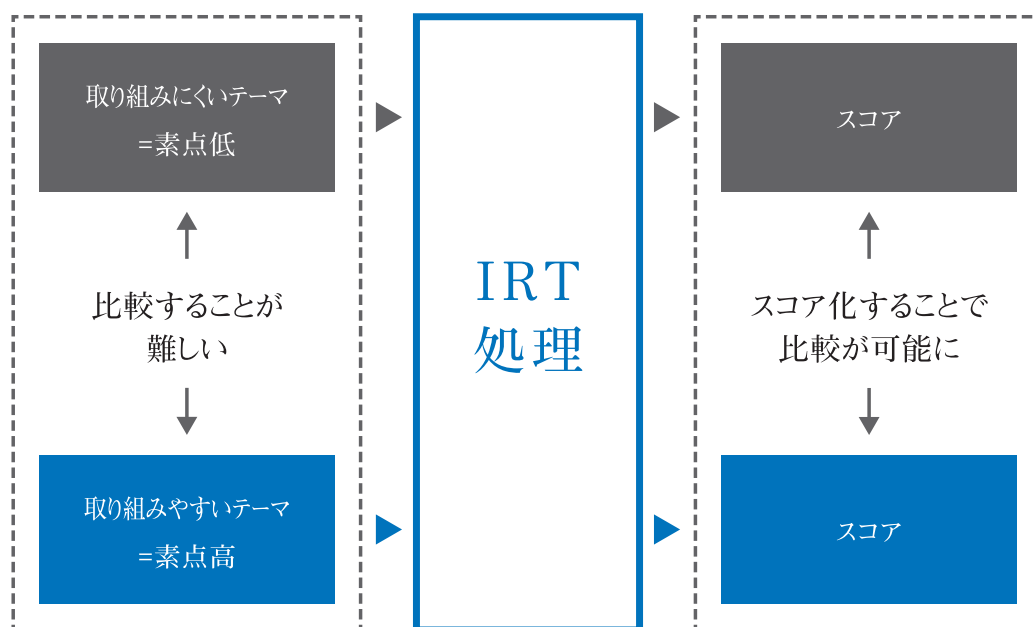 取り組みにくいテーマ
=素点低
比較することが
難しい
取り組みやすいテーマ
=素点高
IRT
処理
スコア
スコア化することで
比較が可能に
スコア